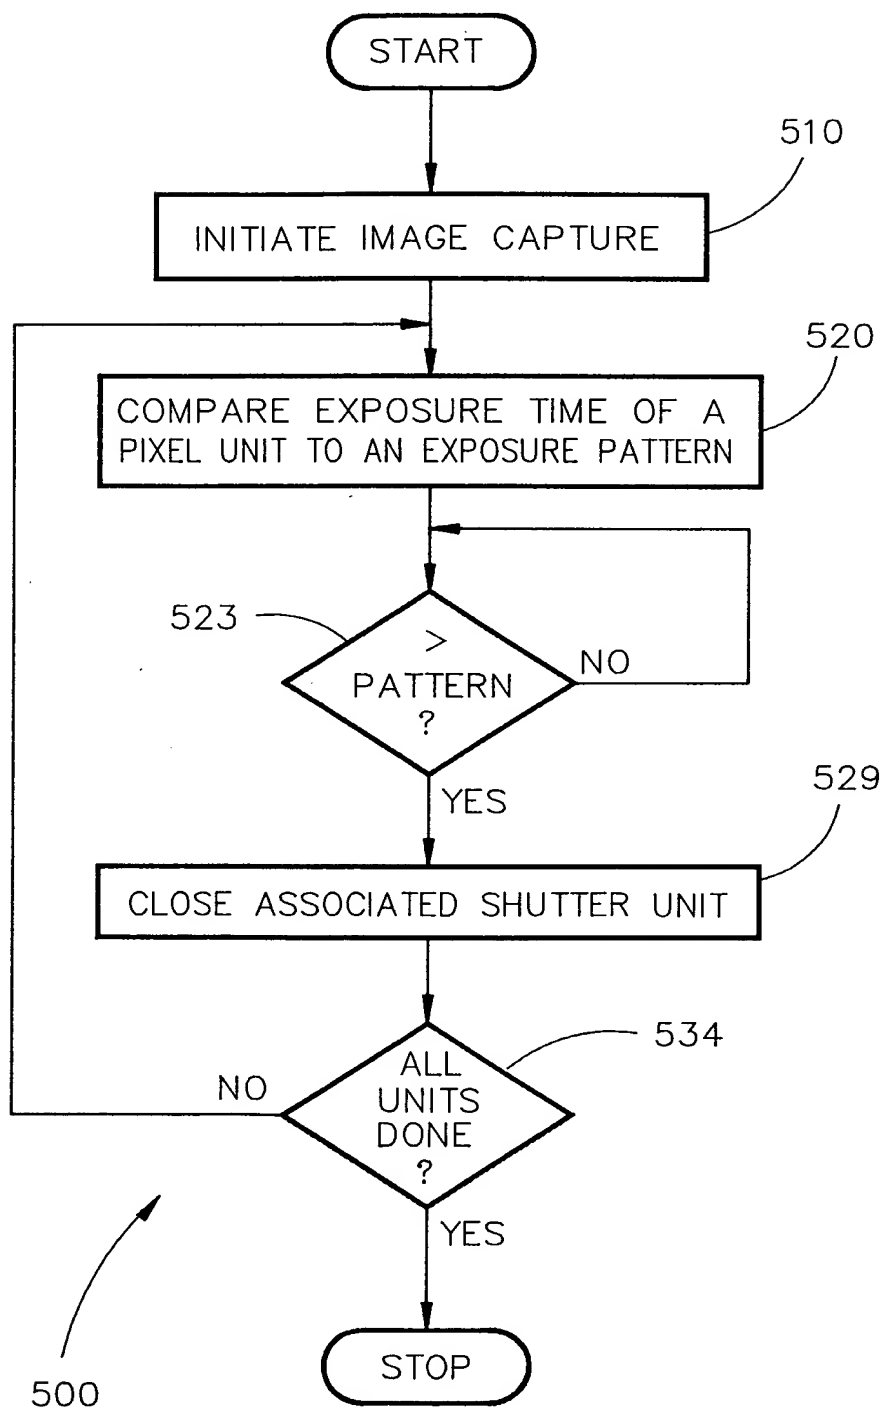 START
510
INITIATE IMAGE CAPTURE
520
COMPARE EXPOSURE TIME OF A
PIXEL UNIT TO AN EXPOSURE PATTERN
523
>
PATTERN
?
NO
YES
529
CLOSE ASSOCIATED SHUTTER UNIT
534
ALL
UNITS
DONE
?
NO
YES
STOP
500